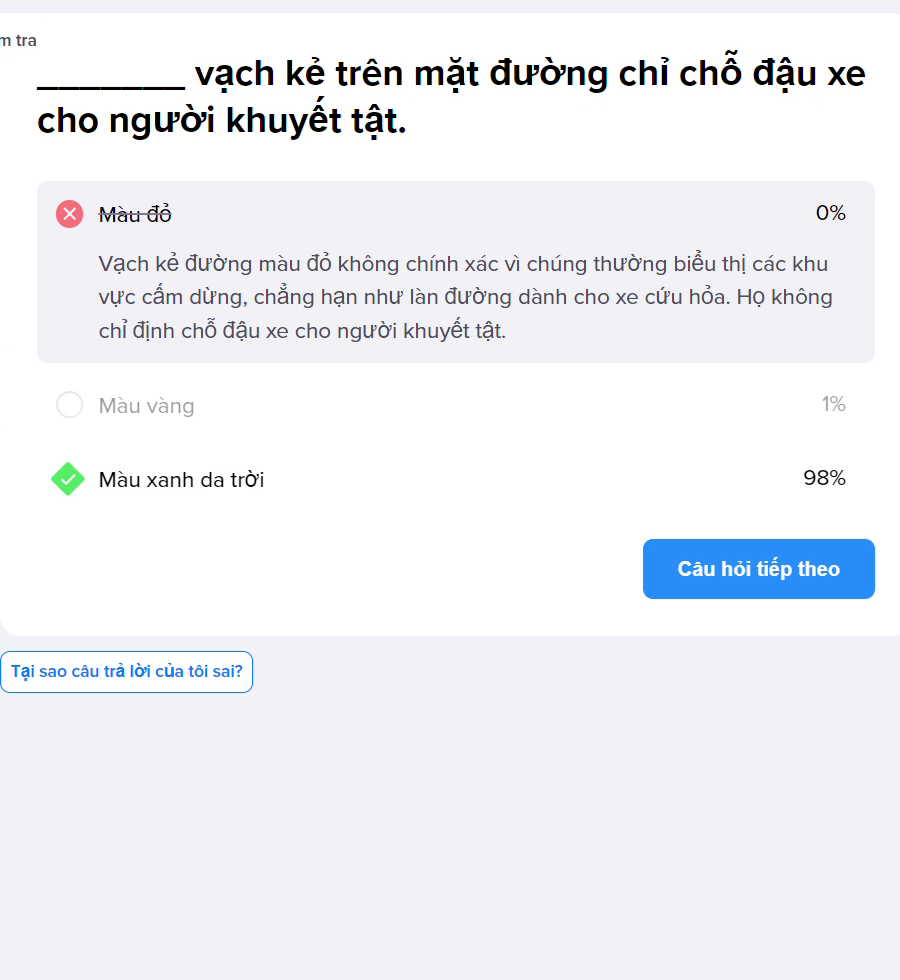 m tra
_______ vạch kẻ trên mặt đường chỉ chỗ đậu xe
cho người khuyết tật.
Màu đỏ
0%
Vạch kẻ đường màu đỏ không chính xác vì chúng thường biểu thị các khu
vực cấm dừng, chẳng hạn như làn đường dành cho xe cứu hỏa. Họ không
chỉ định chỗ đậu xe cho người khuyết tật.
Màu vàng
1%
Màu xanh da trời
98%
Câu hỏi tiếp theo
Tại sao câu trả lời của tôi sai?